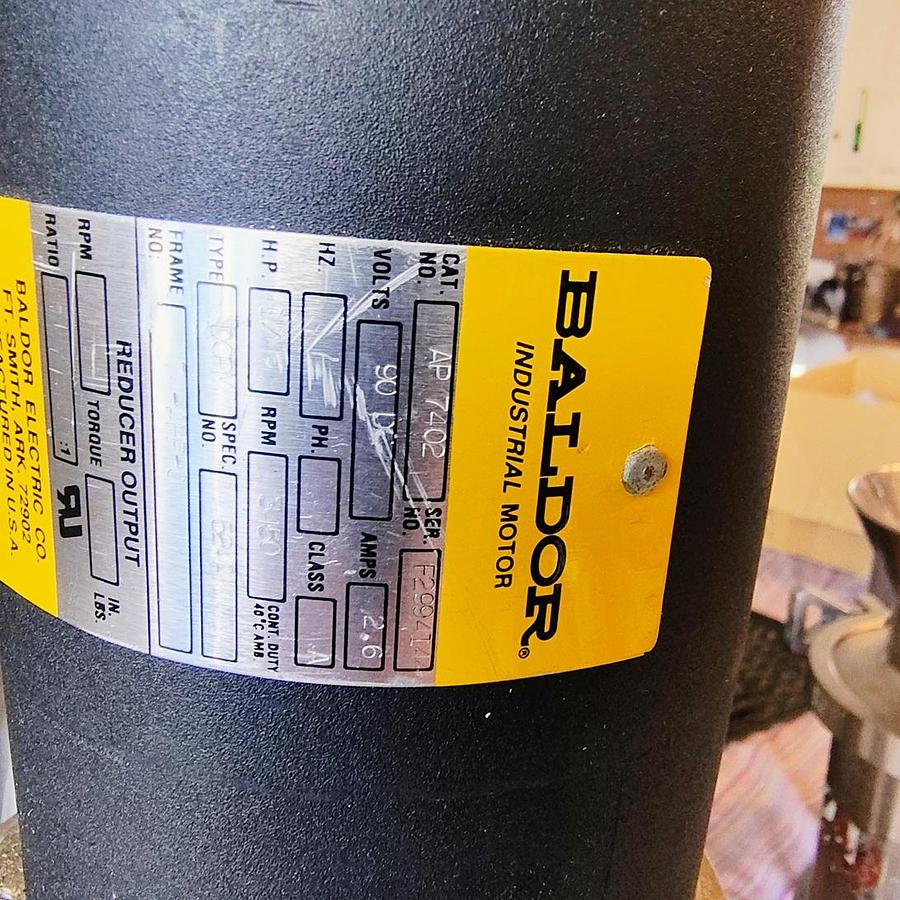 BALDOR®
INDUSTRIAL MOTOR
CAT. NO. AP 7402 SER. NO.
VOLTS 90 AMPS 2.6
HZ. PH. CLASS A
H.P. RPM CONT. DUTY 40°C AMB.
TYPE SPEC. NO.
FRAME NO.
REDUCER OUTPUT
RPM TORQUE IN. LBS.
RATIO :1
BALDOR ELECTRIC CO.
FT. SMITH, ARK. 72902
IN U.S.A.